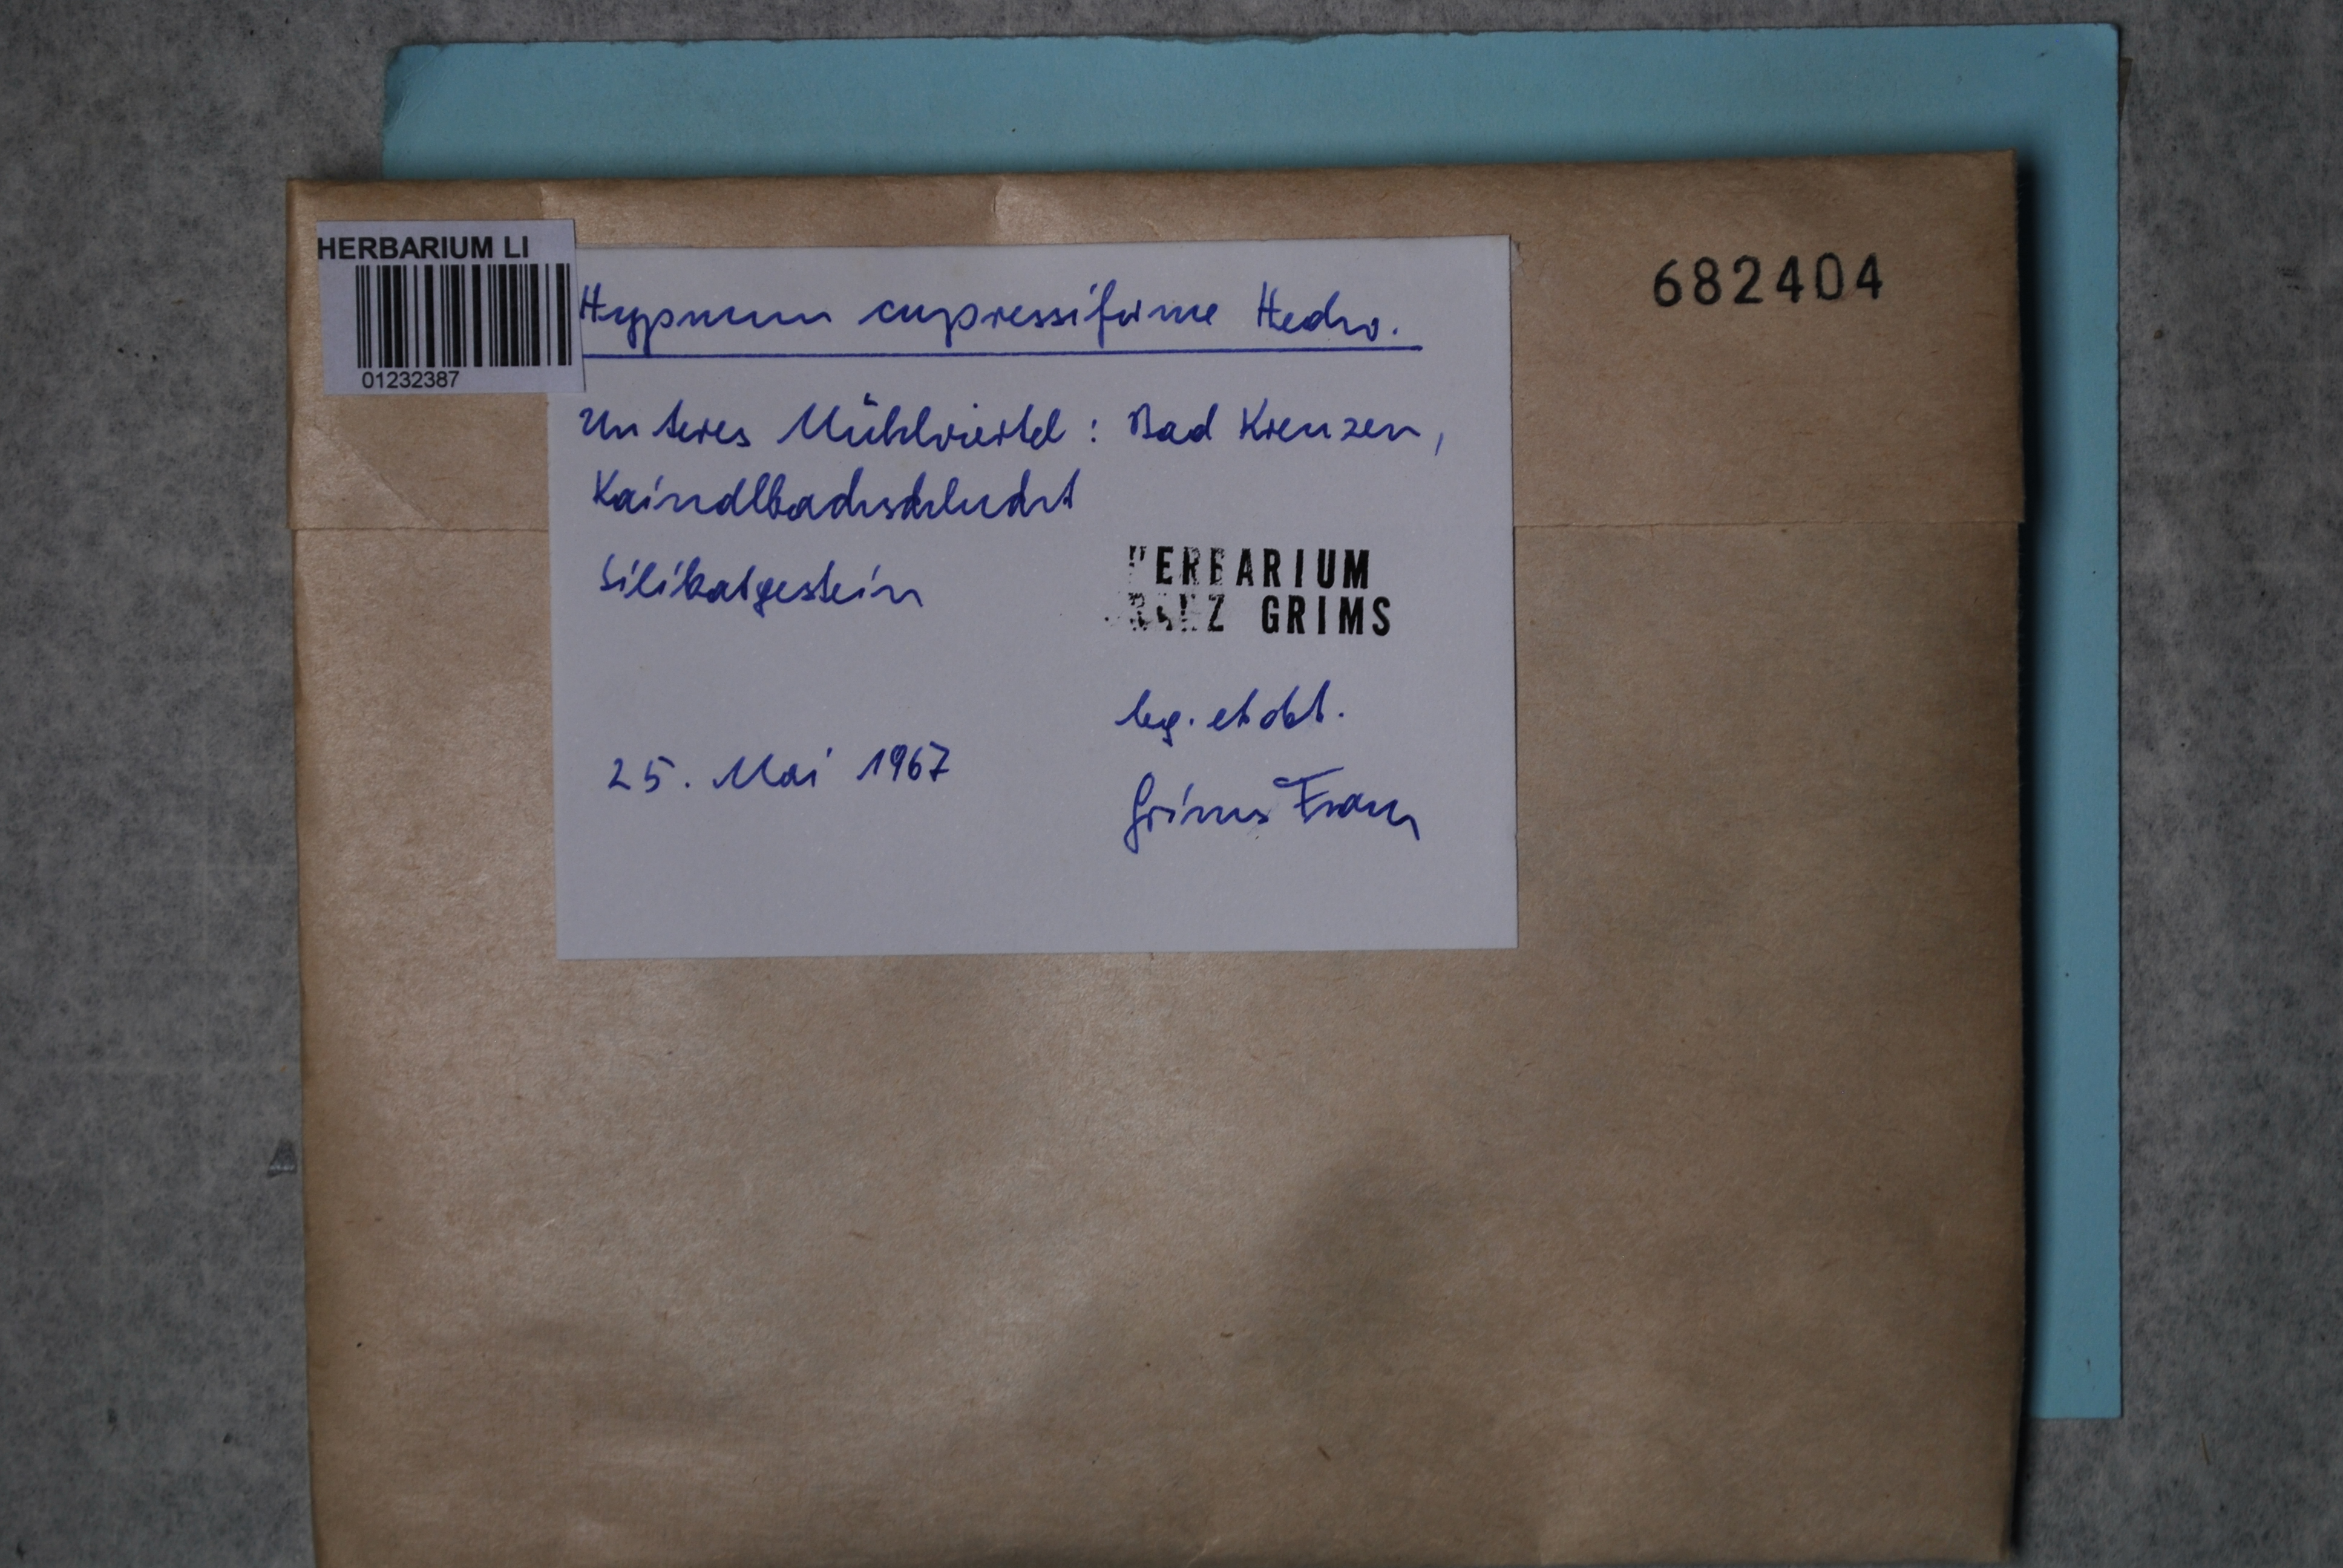 HERBARIUM LI
01232387
682404
Hypnum cupressiforme Hedw.
Unteres Mühlviertel: Bad Kreuzen,
Kaindlbachschlucht
Silikatgestein
HERBARIUM
FRANZ GRIMS
leg. et det.
25. Mai 1967
Grims Franz